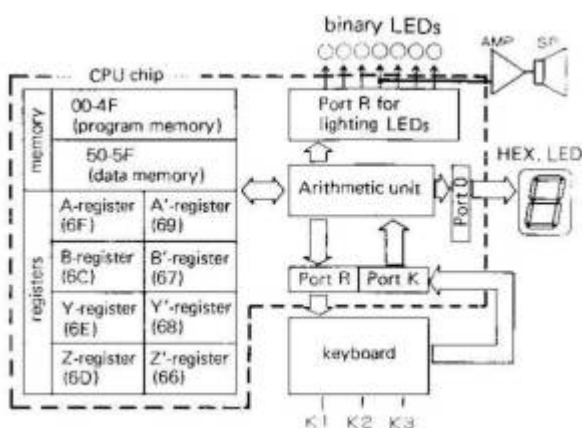 binary LEDs
AMP
SP
CPU chip
memory
00-4F
(program memory)
50-5F
(data memory)
Port R for
lighting LEDs
HEX. LED
Arithmetic unit
Port O
registers
A-register
(6F)
A'-register
(69)
B-register
(6C)
B'-register
(67)
Y-register
(6E)
Y'-register
(68)
Z-register
(6D)
Z'-register
(66)
Port R
Port K
keyboard
K1
K2
K3